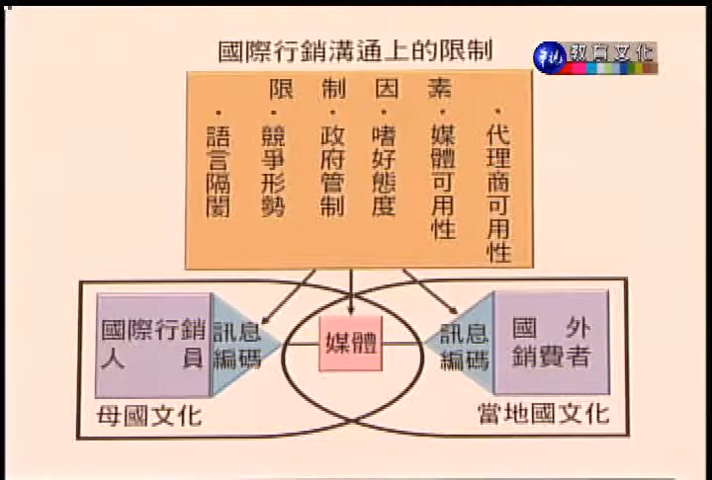 國際行銷溝通上的限制
華視
教育文化
限制因素
・語言隔閡
・競爭形勢
・政府管制
・嗜好態度
・媒體可用性
・代理商可用性
國際行銷
人員
訊息
編碼
媒體
訊息
編碼
國外
銷費者
母國文化
當地國文化